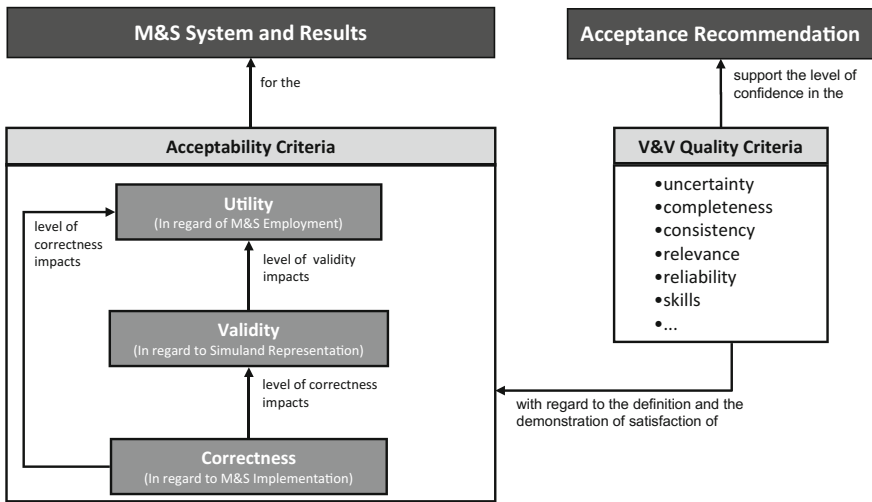 M&S System and Results
Acceptance Recommendation
for the
support the level of
confidence in the
Acceptability Criteria
V&V Quality Criteria
Utility
(In regard of M&S Employment)
level of
correctness
impacts
level of validity
impacts
Validity
(In regard to Simuland Representation)
level of correctness
impacts
Correctness
(In regard to M&S Implementation)
•uncertainty
•completeness
•consistency
•relevance
•reliability
•skills
•...
with regard to the definition and the
demonstration of satisfaction of